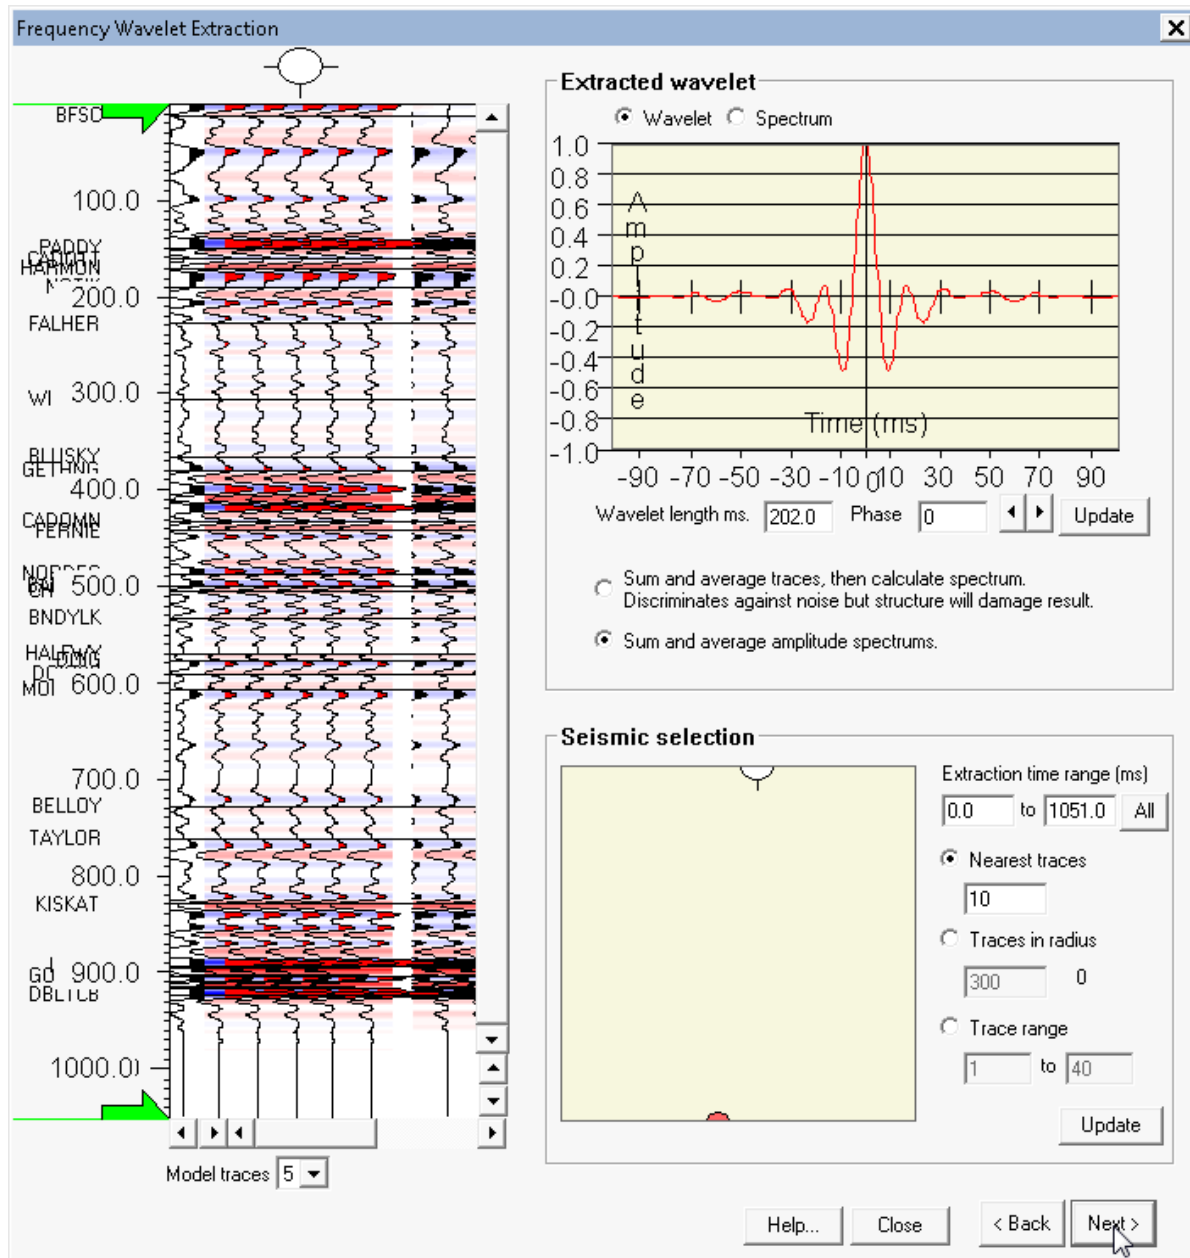 Frequency Wavelet Extraction
BFSC
100.0
PADDY
HARMON
200.0
FALHER
WI 300.0
BLUSKY
GETHNG
400.0
CADOMN
FERNIE
500.0
BNDYLK
HALFWY
600.0
700.0
BELLOY
TAYLOR
800.0
KISKAT
GO 900.0
1000.0
Model traces 5
Extracted wavelet
Wavelet Spectrum
1.0
0.8
0.6
0.4
0.2
-0.0
-0.2
-0.4
-0.6
-0.8
-1.0
Amplitude
Time (ms)
-90 -70 -50 -30 -10 0 10 30 50 70 90
Wavelet length ms. 202.0 Phase 0 Update
Sum and average traces, then calculate spectrum.
Discriminates against noise but structure will damage result.
Sum and average amplitude spectrums.
Seismic selection
Extraction time range (ms)
0.0 to 1051.0 All
Nearest traces
10
Traces in radius
300 0
Trace range
1 to 40
Update
Help... Close < Back Next >